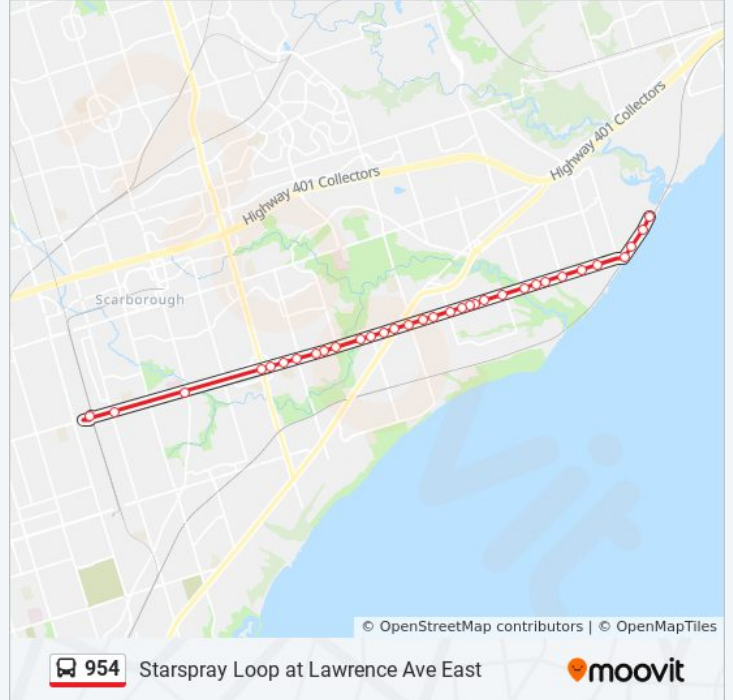 Highway 401 Collectors
Highway 401 Collectors
Scarborough
© OpenStreetMap contributors | © OpenMapTiles
954 Starspray Loop at Lawrence Ave East
moovit